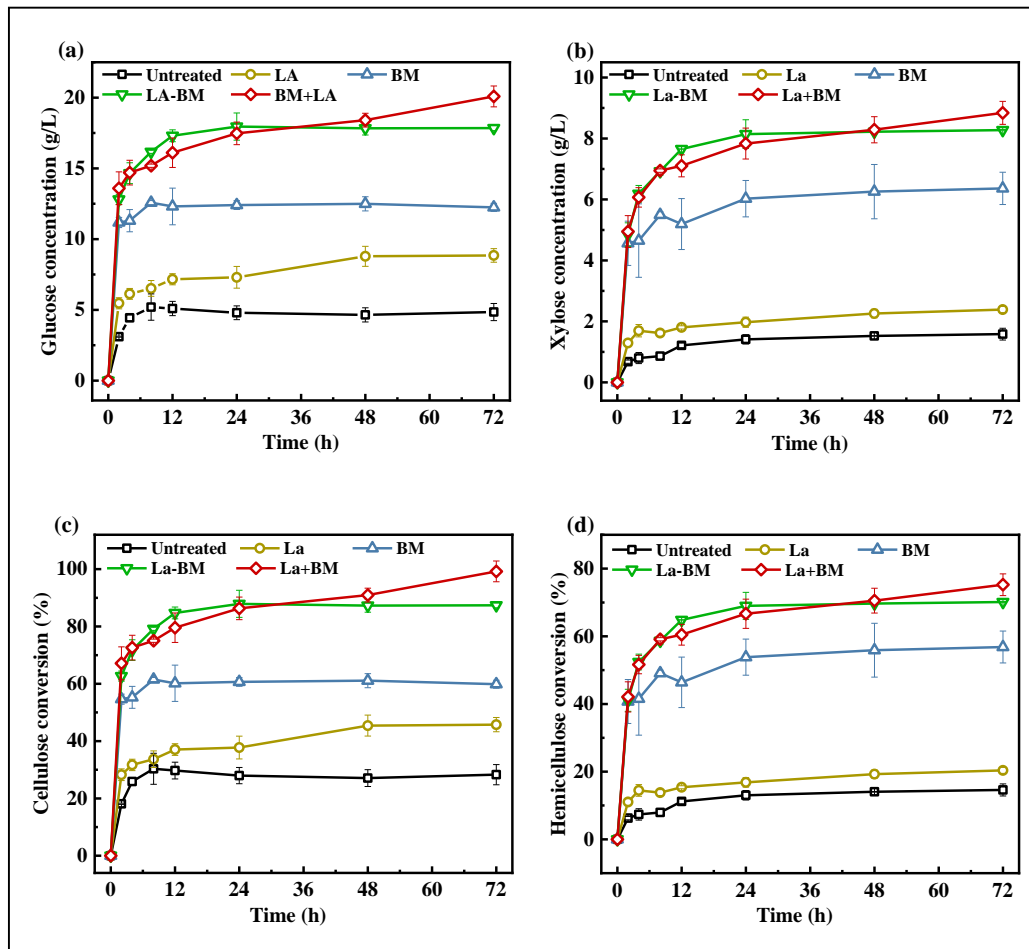 (a)
Untreated LA BM
LA-BM BM+LA
Glucose concentration (g/L)
20
15
10
5
0
0 12 24 36 48 60 72
Time (h)
(b)
Untreated La BM
La-BM La+BM
Xylose concentration (g/L)
10
8
6
4
2
0
0 12 24 36 48 60 72
Time (h)
(c)
Untreated La BM
La-BM La+BM
Cellulose conversion (%)
100
80
60
40
20
0
0 12 24 36 48 60 72
Time (h)
(d)
Untreated La BM
La-BM La+BM
Hemicellulose conversion (%)
80
60
40
20
0
0 12 24 36 48 60 72
Time (h)